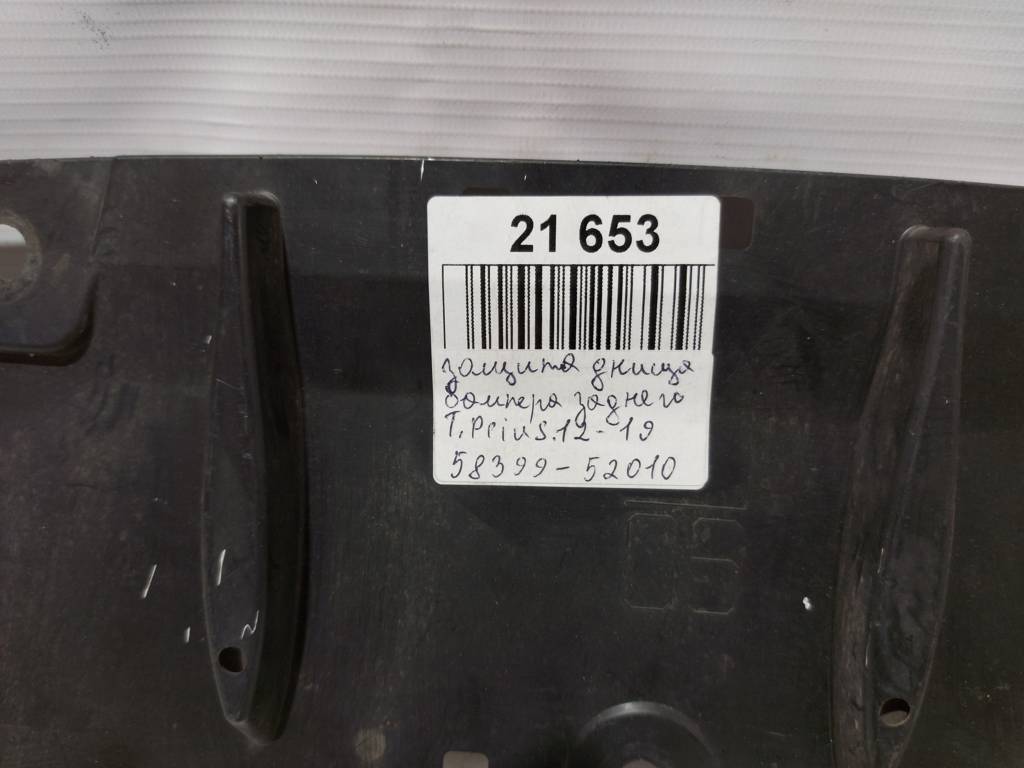 21 653
защита днища
бампера заднего
T. Prius. 12-19
58399-52010